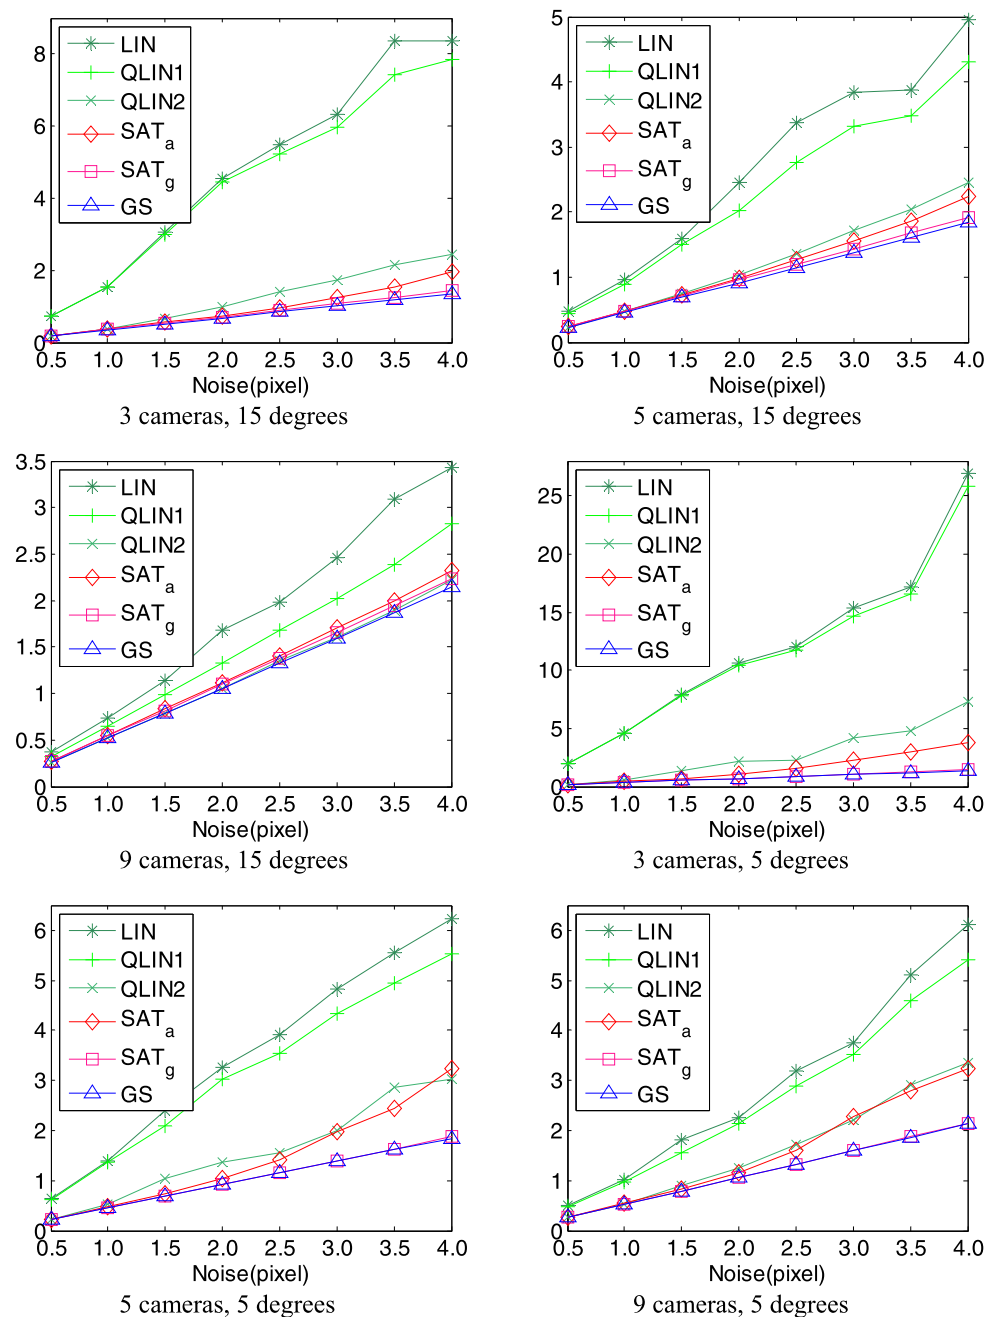 8
6
4
2
0
LIN
QLIN1
QLIN2
SATa
SATg
GS
0.5 1.0 1.5 2.0 2.5 3.0 3.5 4.0
Noise(pixel)
3 cameras, 15 degrees
5
4
3
2
1
0
LIN
QLIN1
QLIN2
SATa
SATg
GS
0.5 1.0 1.5 2.0 2.5 3.0 3.5 4.0
Noise(pixel)
5 cameras, 15 degrees
3.5
3
2.5
2
1.5
1
0.5
0
LIN
QLIN1
QLIN2
SATa
SATg
GS
0.5 1.0 1.5 2.0 2.5 3.0 3.5 4.0
Noise(pixel)
9 cameras, 15 degrees
25
20
15
10
5
0
LIN
QLIN1
QLIN2
SATa
SATg
GS
0.5 1.0 1.5 2.0 2.5 3.0 3.5 4.0
Noise(pixel)
3 cameras, 5 degrees
6
5
4
3
2
1
0
LIN
QLIN1
QLIN2
SATa
SATg
GS
0.5 1.0 1.5 2.0 2.5 3.0 3.5 4.0
Noise(pixel)
5 cameras, 5 degrees
6
5
4
3
2
1
0
LIN
QLIN1
QLIN2
SATa
SATg
GS
0.5 1.0 1.5 2.0 2.5 3.0 3.5 4.0
Noise(pixel)
9 cameras, 5 degrees